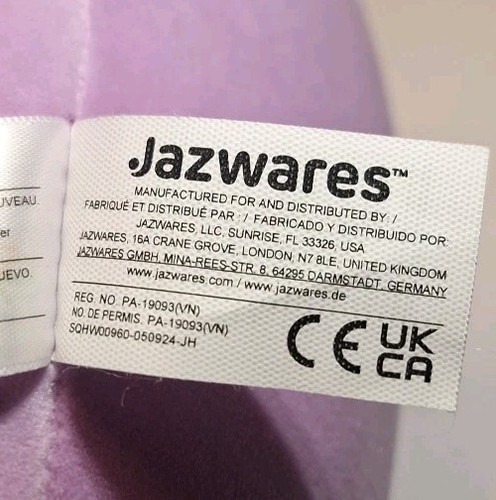 UVEAU.
er
UEVO.
Jazwares™
MANUFACTURED FOR AND DISTRIBUTED BY: /
FABRIQUÉ ET DISTRIBUÉ PAR : / FABRICADO Y DISTRIBUIDO POR:
JAZWARES, LLC, SUNRISE, FL 33326, USA
JAZWARES, 16A CRANE GROVE, LONDON, N7 8LE, UNITED KINGDOM
JAZWARES GMBH, MINA-REES-STR. 8, 64295 DARMSTADT, GERMANY
www.jazwares.com / www.jazwares.de
REG. NO. PA-19093(VN)
NO. DE PERMIS. PA-19093(VN)
SQHW00960-050924-JH
CE UK
CA